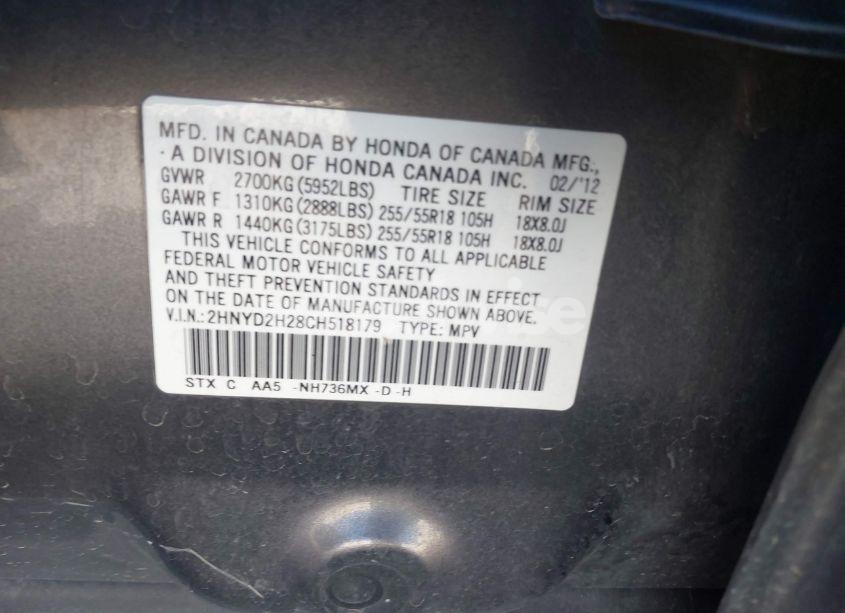 MFD. IN CANADA BY HONDA OF CANADA MFG.,
A DIVISION OF HONDA CANADA INC. 02/'12
GVWR 2700KG(5952LBS) TIRE SIZE RIM SIZE
GAWR F 1310KG(2888LBS) 255/55R18 105H 18X8.0J
GAWR R 1440KG(3175LBS) 255/55R18 105H 18X8.0J
THIS VEHICLE CONFORMS TO ALL APPLICABLE
FEDERAL MOTOR VEHICLE SAFETY
AND THEFT PREVENTION STANDARDS IN EFFECT
ON THE DATE OF MANUFACTURE SHOWN ABOVE.
V.I.N.:2HNYD2H28CH518179 TYPE: MPV
STX C AA5 -NH736MX -D -H